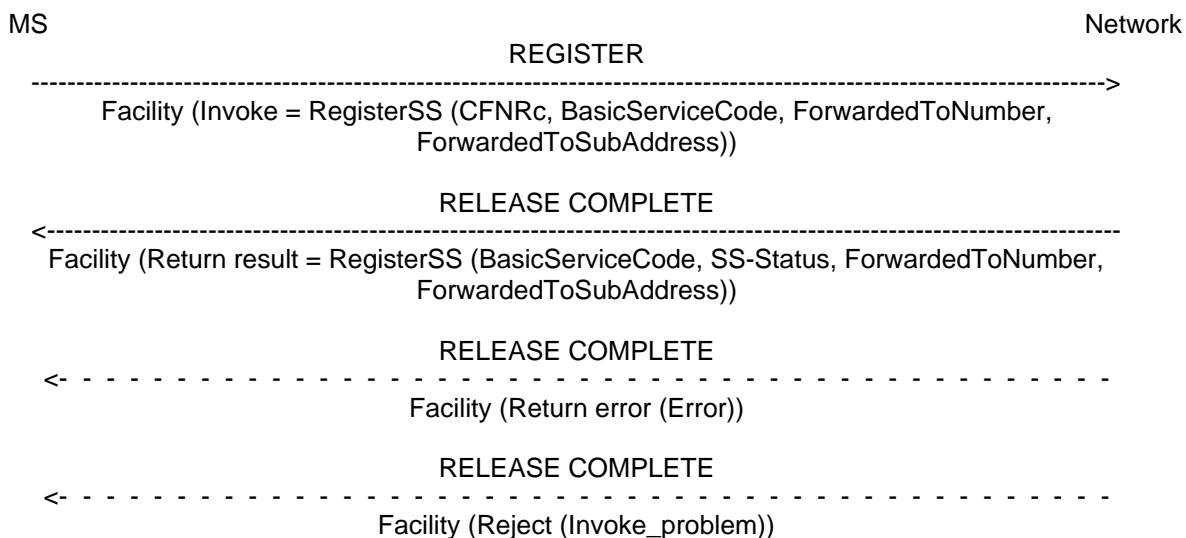 MS Network
REGISTER
------------------------------------------------------------------------------------------------------------------------>
Facility (Invoke = RegisterSS (CFNRc, BasicServiceCode, ForwardedToNumber,
ForwardedToSubAddress))
RELEASE COMPLETE
<------------------------------------------------------------------------------------------------------------------------
Facility (Return result = RegisterSS (BasicServiceCode, SS-Status, ForwardedToNumber,
ForwardedToSubAddress))
RELEASE COMPLETE
<- - - - - - - - - - - - - - - - - - - - - - - - - - - - - - - - - - - - - - - - - - - -
Facility (Return error (Error))
RELEASE COMPLETE
<- - - - - - - - - - - - - - - - - - - - - - - - - - - - - - - - - - - - - - - - - - - -
Facility (Reject (Invoke_problem))